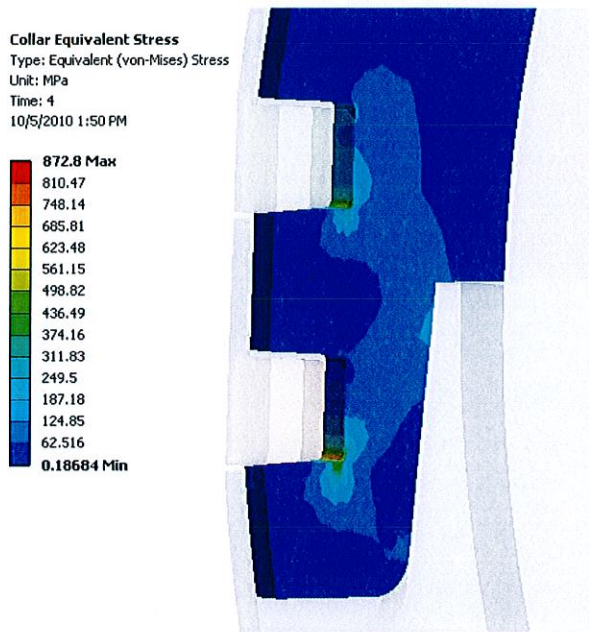 Collar Equivalent Stress
Type: Equivalent (von-Mises) Stress
Unit: MPa
Time: 4
10/5/2010 1:50 PM
872.8 Max
810.47
748.14
685.81
623.48
561.15
498.82
436.49
374.16
311.83
249.5
187.18
124.85
62.516
0.18684 Min